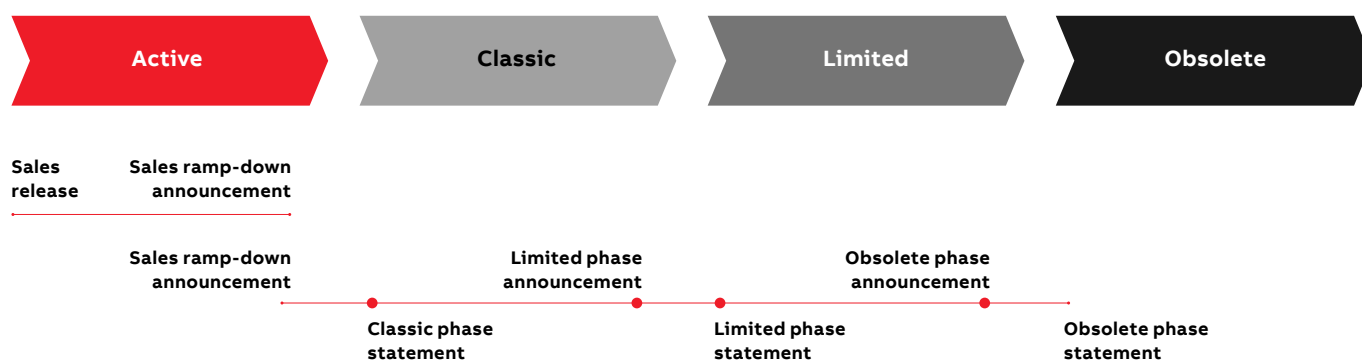 Active
Classic
Limited
Obsolete
Sales
release
Sales ramp-down
announcement
Sales ramp-down
announcement
Limited phase
announcement
Obsolete phase
announcement
Classic phase
statement
Limited phase
statement
Obsolete phase
statement